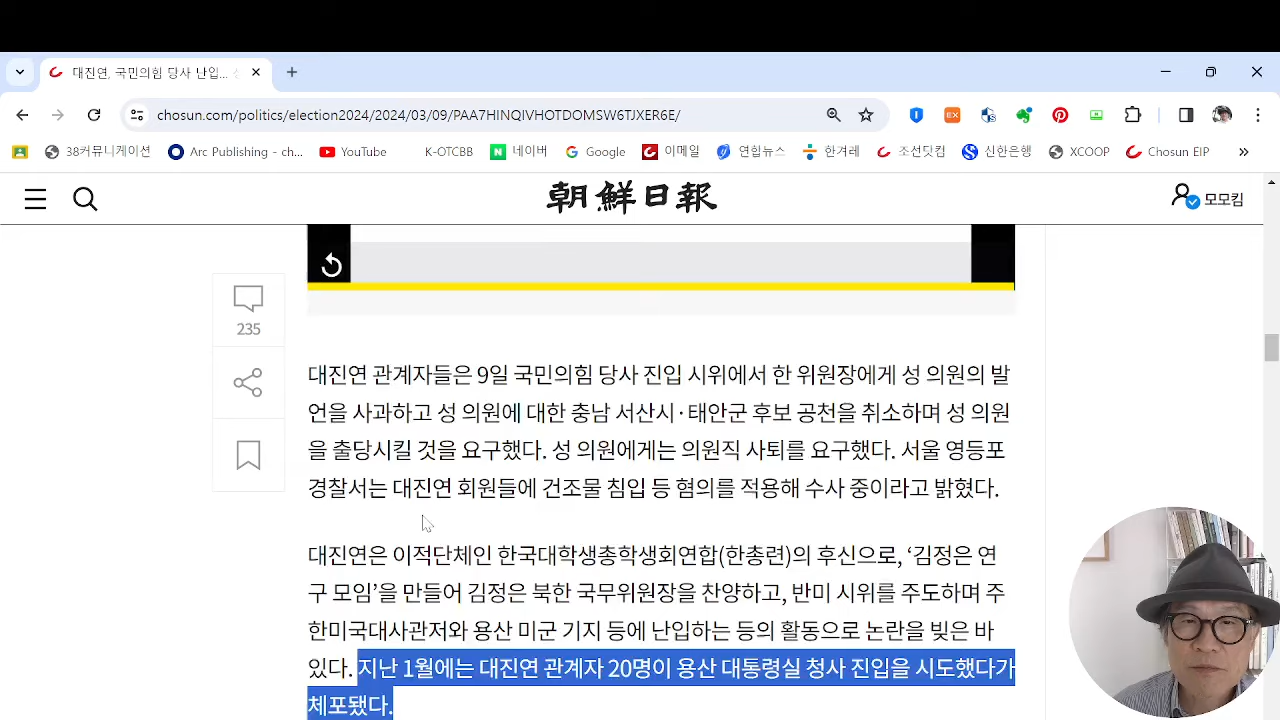 대진연, 국민의힘 당사 난입...
chosun.com/politics/election2024/2024/03/09/PAA7HINQIVHOTDOMSW6TJXER6E/
38커뮤니케이션 Arc Publishing - ch... YouTube K-OTCBB 네이버 Google 이메일 연합뉴스 한겨레 조선닷컴 신한은행 XCOOP Chosun BP »
朝鮮日報
모모킴
235
대진연 관계자들은 9일 국민의힘 당사 진입 시위에서 한 위원장에게 성 의원의 발
언을 사과하고 성 의원에 대한 충남 서산시·태안군 후보 공천을 취소하며 성 의원
을 출당시킬 것을 요구했다. 성 의원에게는 의원직 사퇴를 요구했다. 서울 영등포
경찰서는 대진연 회원들에 건조물 침입 등 혐의를 적용해 수사 중이라고 밝혔다.
대진연은 이적단체인 한국대학생총학생회연합(한총련)의 후신으로, ‘김정은 연
구 모임’을 만들어 김정은 북한 국무위원장을 찬양하고, 반미 시위를 주도하며 주
한미국대사관저와 용산 미군 기지 등에 난입하는 등의 활동으로 논란을 빚은 바
있다. 지난 1월에는 대진연 관계자 20명이 용산 대통령실 청사 진입을 시도했다가
체포됐다.